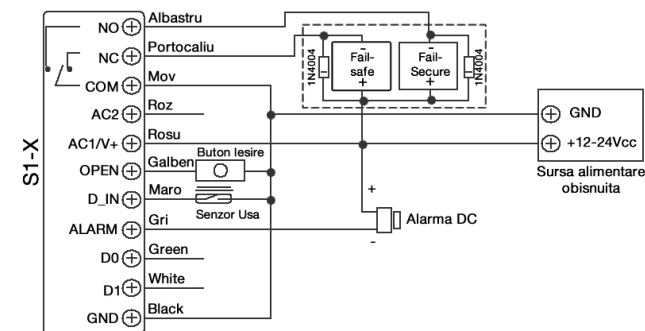 S1-X
NO
Albastru
NC
Portocaliu
COM
Mov
AC2
Roz
AC1/V+
Rosu
OPEN
Galben
Buton Iesire
D_IN
Maro
Senzor Usa
ALARM
Gri
D0
Green
D1
White
GND
Black
1N4004
-
Fail-
safe
+
-
Fail-
Secure
+
1N4004
GND
+12-24Vcc
Sursa alimentare
obisnuita
+
Alarma DC
-